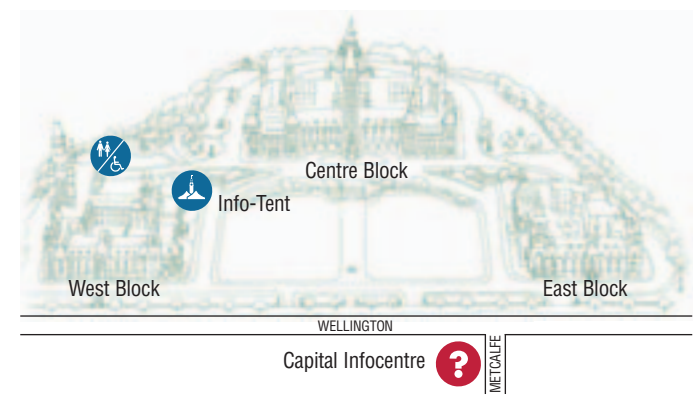 Centre Block
Info-Tent
West Block
East Block
WELLINGTON
Capital Infocentre
?
METCALFE